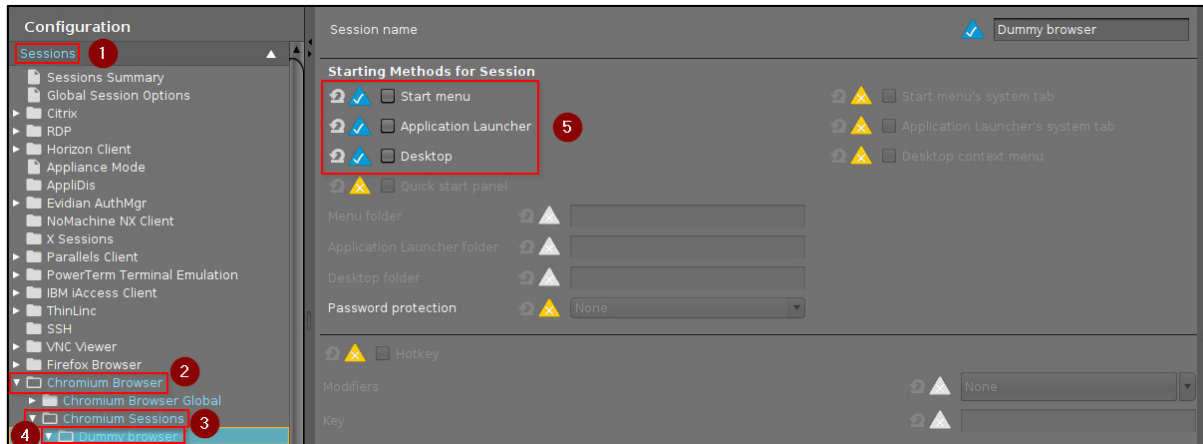 Configuration
Sessions 1
Sessions Summary
Global Session Options
Citrix
RDP
Horizon Client
Appliance Mode
AppliDis
Evidian AuthMgr
NoMachine NX Client
X Sessions
Parallels Client
PowerTerm Terminal Emulation
IBM iAccess Client
ThinLinc
SSH
VNC Viewer
Firefox Browser
Chromium Browser 2
Chromium Browser Global
Chromium Sessions 3
4 Dummy browser
Session name Dummy browser
Starting Methods for Session
Start menu Start menu's system tab
Application Launcher 5 Application Launcher's system tab
Desktop Desktop context menu
Quick start panel
Menu folder
Application Launcher folder
Desktop folder
Password protection None
Hotkey
Modifiers None
Key